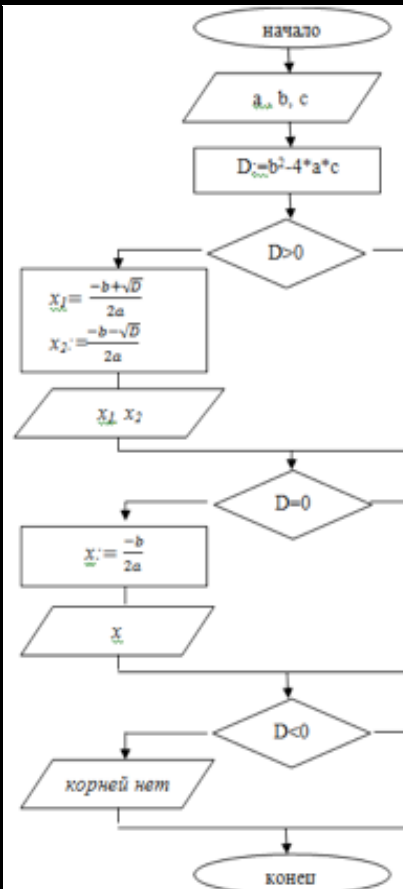 начало
a, b, c
D:=b²-4*a*c
D>0
x₁= (-b+√D)/2a
x₂:= (-b-√D)/2a
x₁ x₂
D=0
x:= -b/2a
x
D<0
корней нет
конец